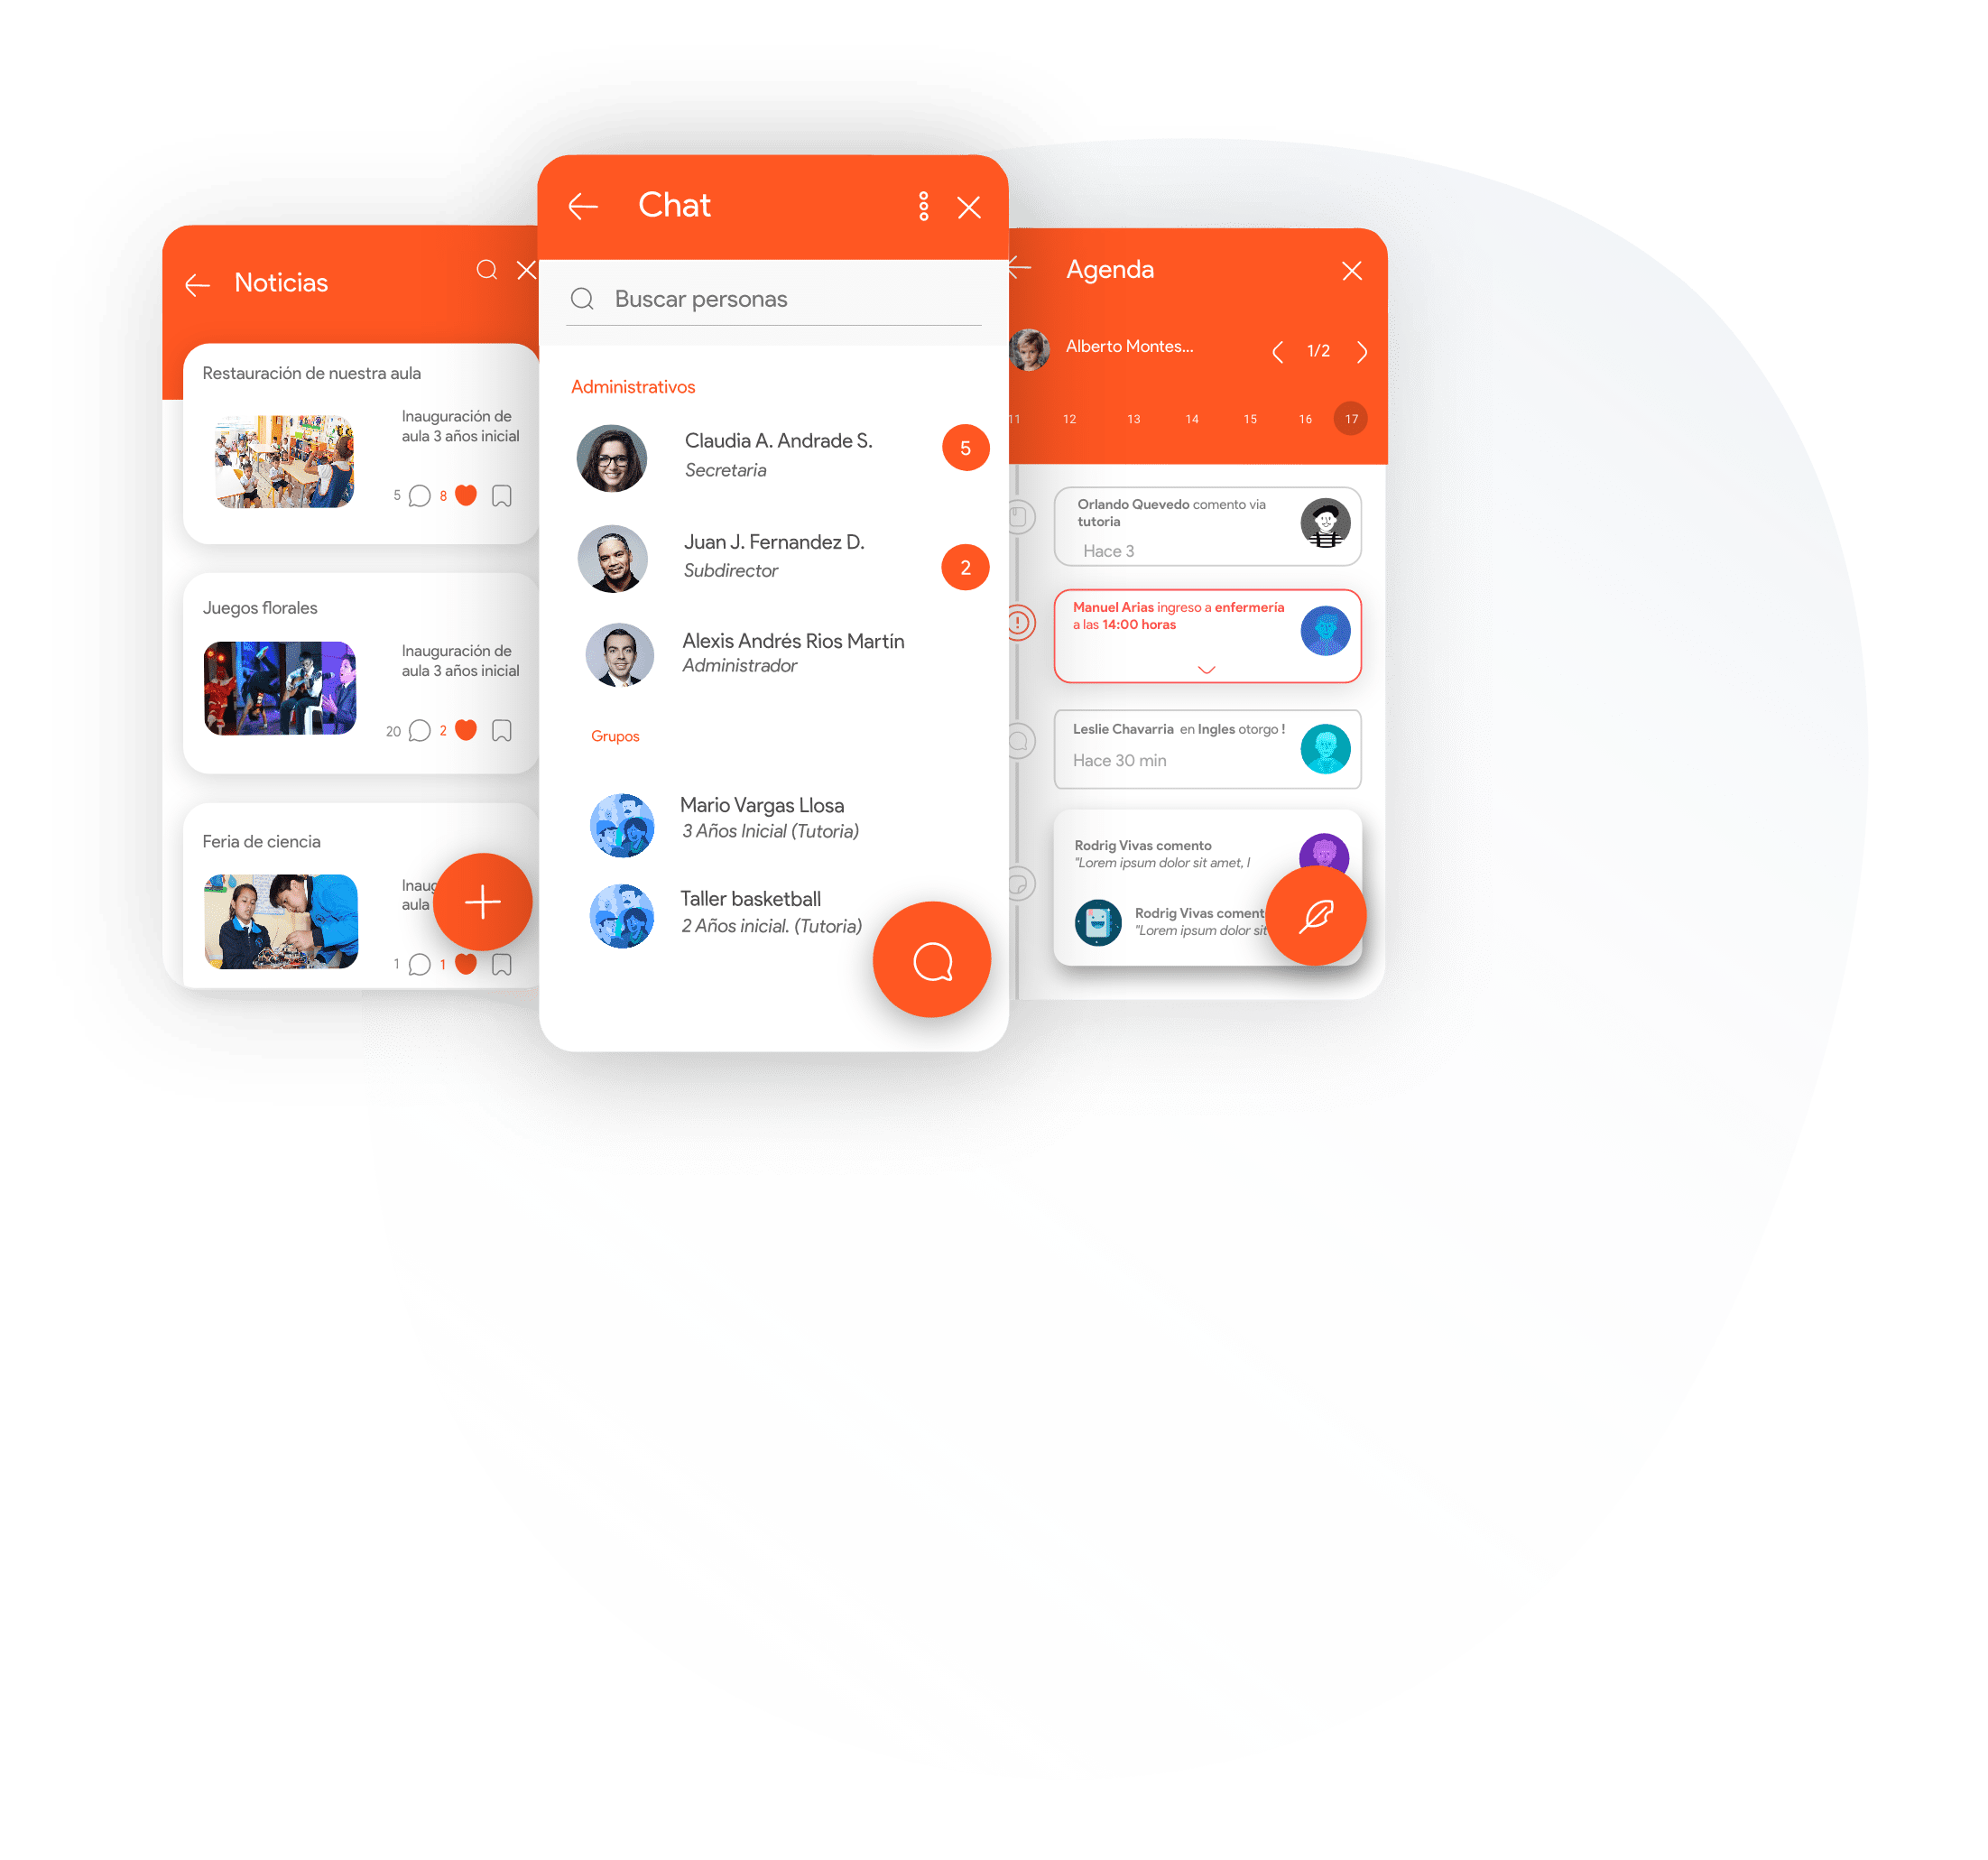 Noticias
Restauración de nuestra aula
Inauguración de
aula 3 años inicial
5 8
Juegos florales
Inauguración de
aula 3 años inicial
20 2
Feria de ciencia
aula
1 1
Chat
Buscar personas
Administrativos
Claudia A. Andrade S.
Secretaria
5
Juan J. Fernandez D.
Subdirector
2
Alexis Andrés Rios Martín
Administrador
Grupos
Mario Vargas Llosa
3 Años Inicial (Tutoria)
Taller basketball
2 Años inicial. (Tutoria)
Agenda
Alberto Montes...
1/2
11 12 13 14 15 16 17
Orlando Quevedo comento via
tutoria
Hace 3
Manuel Arias ingreso a enfermería
a las 14:00 horas
Leslie Chavarria en Ingles otorgo !
Hace 30 min
Rodrig Vivas comento
"Lorem ipsum dolor sit amet, l
Rodrig Vivas coment
"Lorem ipsum dolor sit